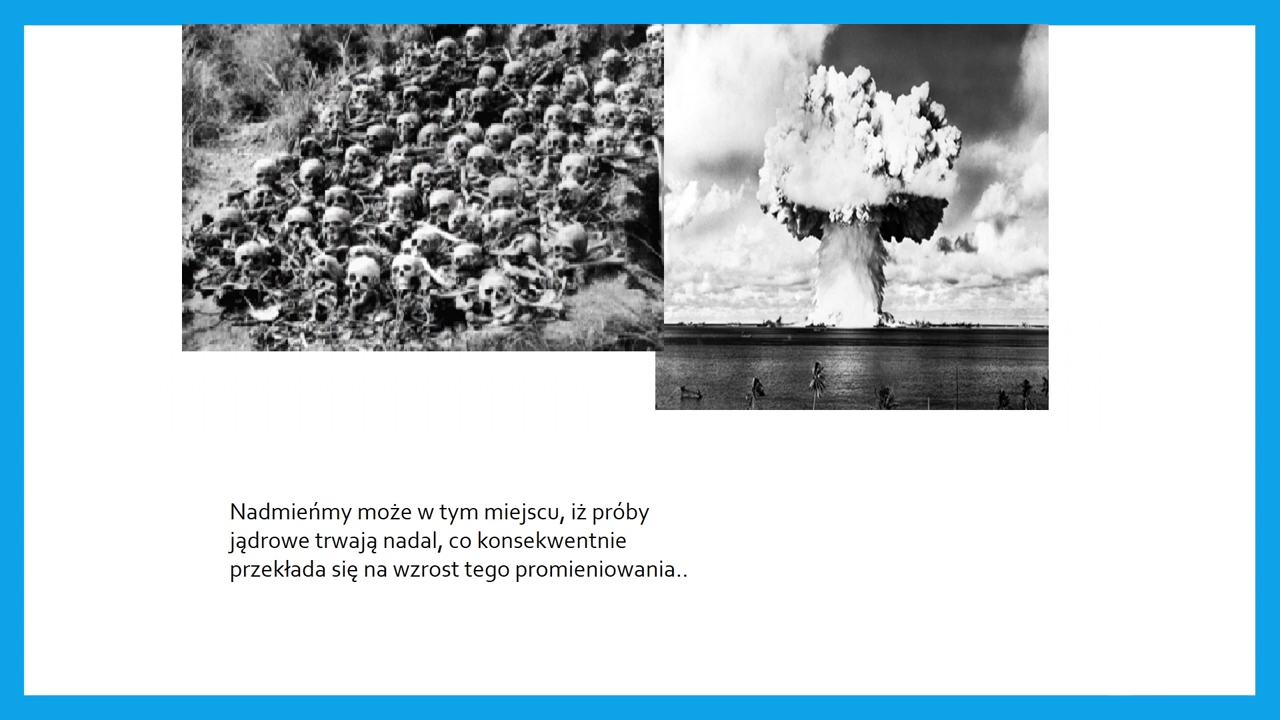 Nadmieńmy może w tym miejscu, iż próby
jądrowe trwają nadal, co konsekwentnie
przekłada się na wzrost tego promieniowania..